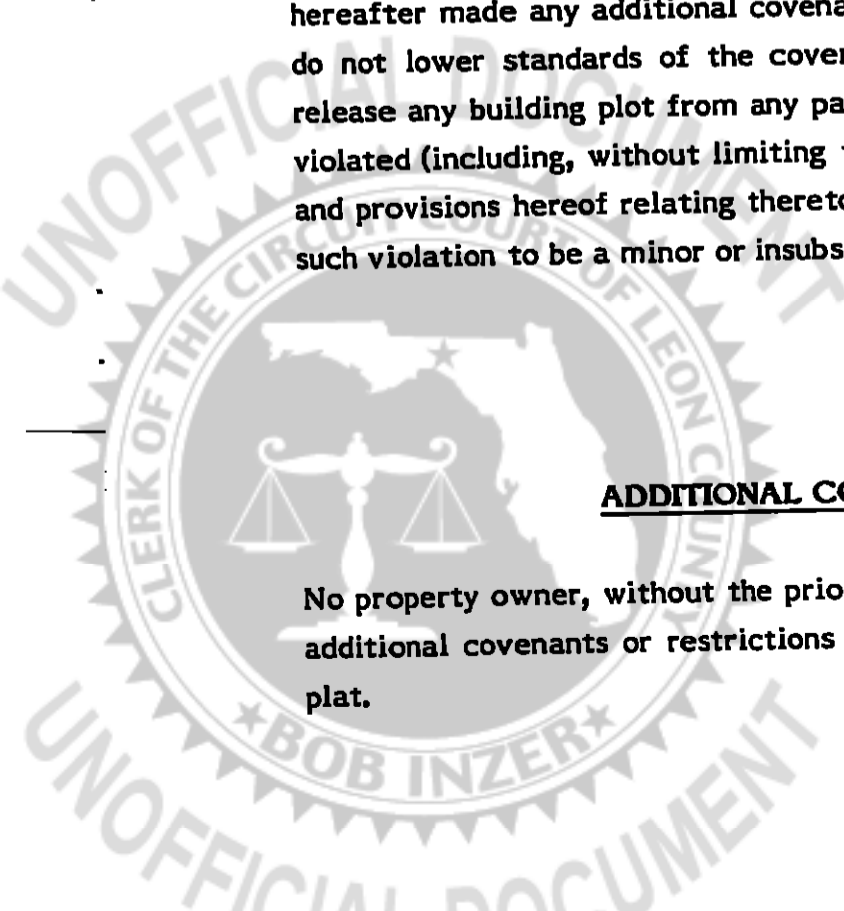 hereafter made any additional covena
do not lower standards of the cover
release any building plot from any pa
violated (including, without limiting
and provisions hereof relating theret
such violation to be a minor or insubs
ADDITIONAL CO
No property owner, without the prio
additional covenants or restrictions
plat.
UNOFFICIAL DOCUMENT
CLERK OF THE CIRCUIT COURT OF LEON COUNTY
BOB INZER
UNOFFICIAL DOCUMENT